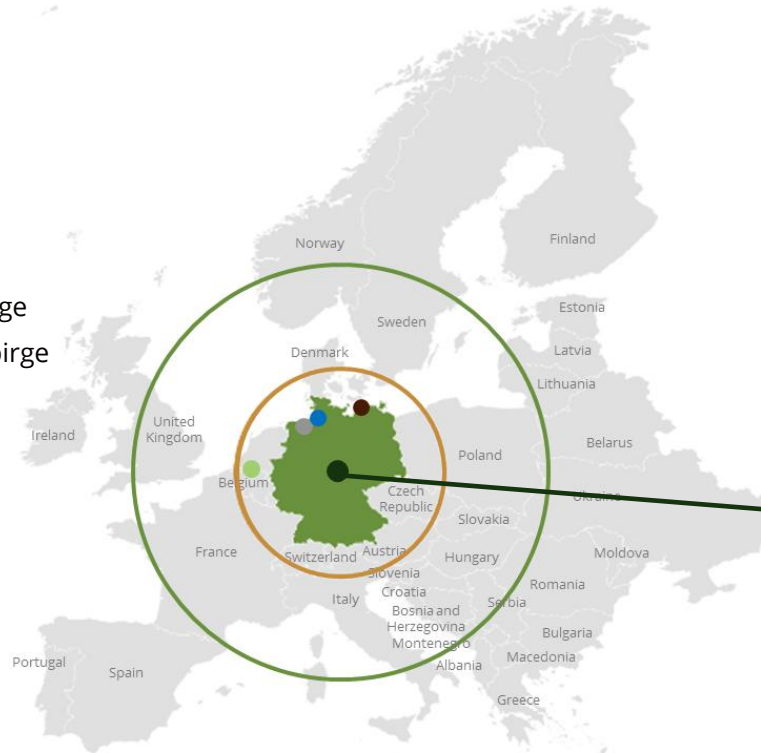 Norway
Finland
ge
Estonia
Sweden
birge
Denmark
Latvia
Lithuania
United
Kingdom
Ireland
Belarus
Poland
Belgium
Czech
Republic
Ukraine
Slovakia
France
Switzerland
Austria
Hungary
Moldova
Slovenia
Romania
Croatia
Italy
Serbia
Bosnia and
Herzegovina
Bulgaria
Montenegro
Macedonia
Portugal
Spain
Albania
Greece